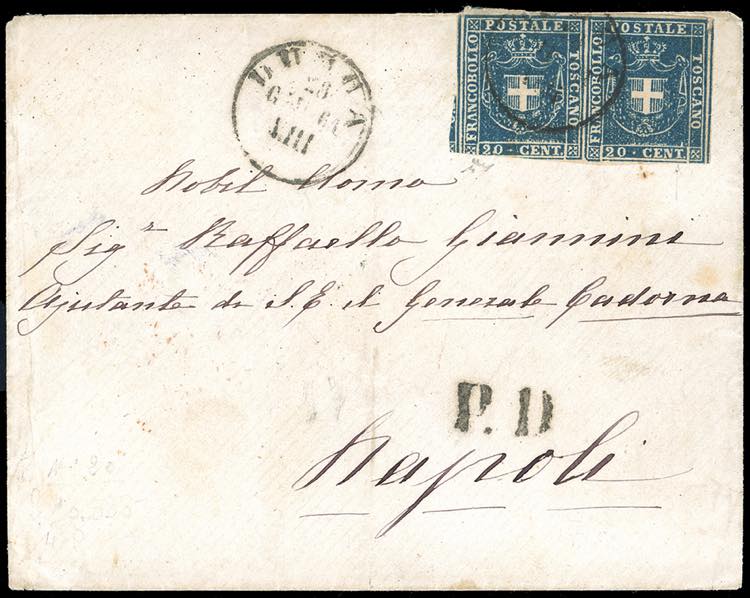 FRANCOBOLLO POSTALE TOSCANO 20 · CENT.
FRANCOBOLLO POSTALE TOSCANO 20 · CENT.
61
Nobil Uomo
Sig.r Raffaello Giannini
Ajutante di S. E. il Generale Cadorna
P. D
Napoli